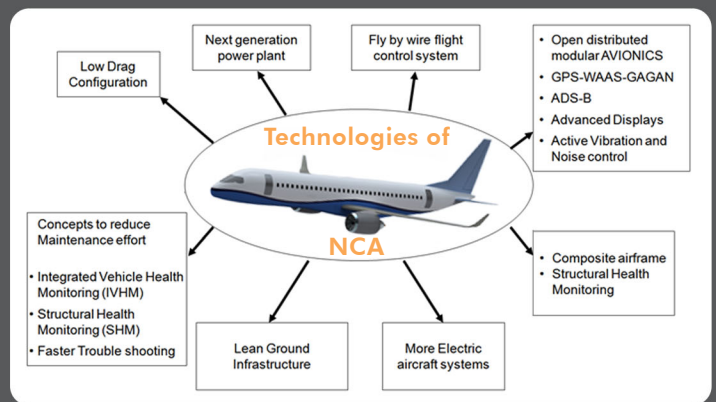 Low Drag
Configuration
Next generation
power plant
Fly by wire flight
control system
• Open distributed
modular AVIONICS
• GPS-WAAS-GAGAN
• ADS-B
• Advanced Displays
• Active Vibration and
Noise control
Technologies of
NCA
Concepts to reduce
Maintenance effort
• Integrated Vehicle Health
Monitoring (IVHM)
• Structural Health
Monitoring (SHM)
• Faster Trouble shooting
• Composite airframe
• Structural Health
Monitoring
Lean Ground
Infrastructure
More Electric
aircraft systems